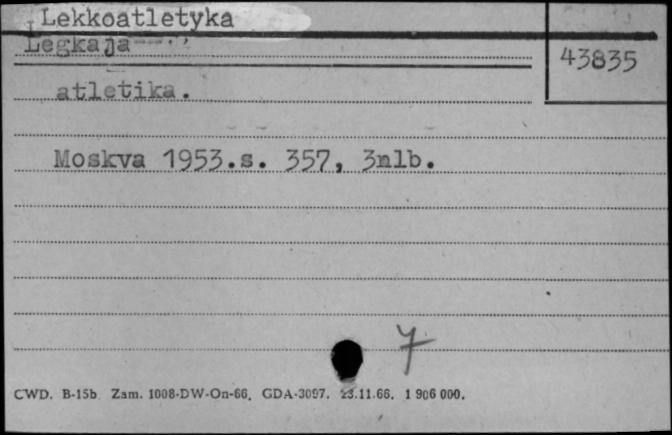 Lekkoatletyka
Legkaja
43835
atletika.
Moskva 1953.s. 357, 3nlb.
7
CWD. B-15b. Zam. 1008-DW-On-66. GDA-3097. 23.11.66. 1 906 000.